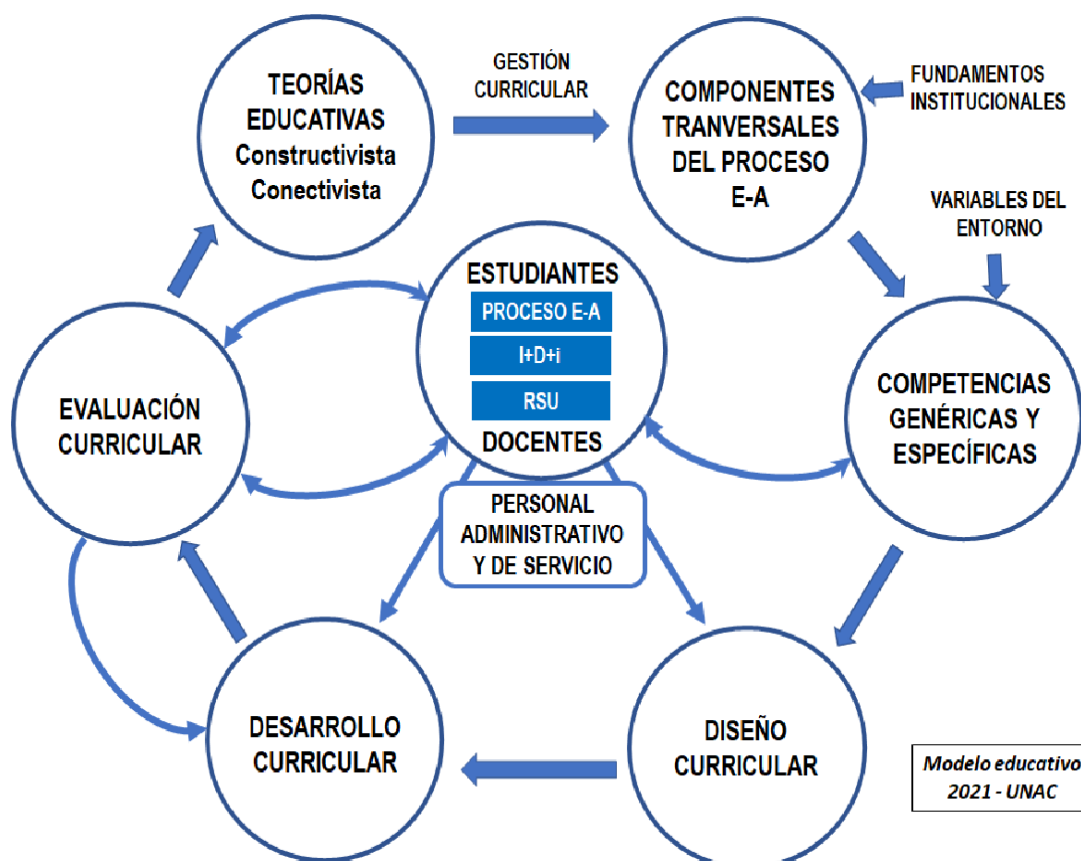 TEORÍAS
EDUCATIVAS
Constructivista
Conectivista
GESTIÓN
CURRICULAR
COMPONENTES
TRANVERSALES
DEL PROCESO
E-A
FUNDAMENTOS
INSTITUCIONALES
VARIABLES DEL
ENTORNO
ESTUDIANTES
PROCESO E-A
I+D+i
RSU
DOCENTES
PERSONAL
ADMINISTRATIVO
Y DE SERVICIO
EVALUACIÓN
CURRICULAR
COMPETENCIAS
GENÉRICAS Y
ESPECÍFICAS
DESARROLLO
CURRICULAR
DISEÑO
CURRICULAR
Modelo educativo
2021 - UNAC